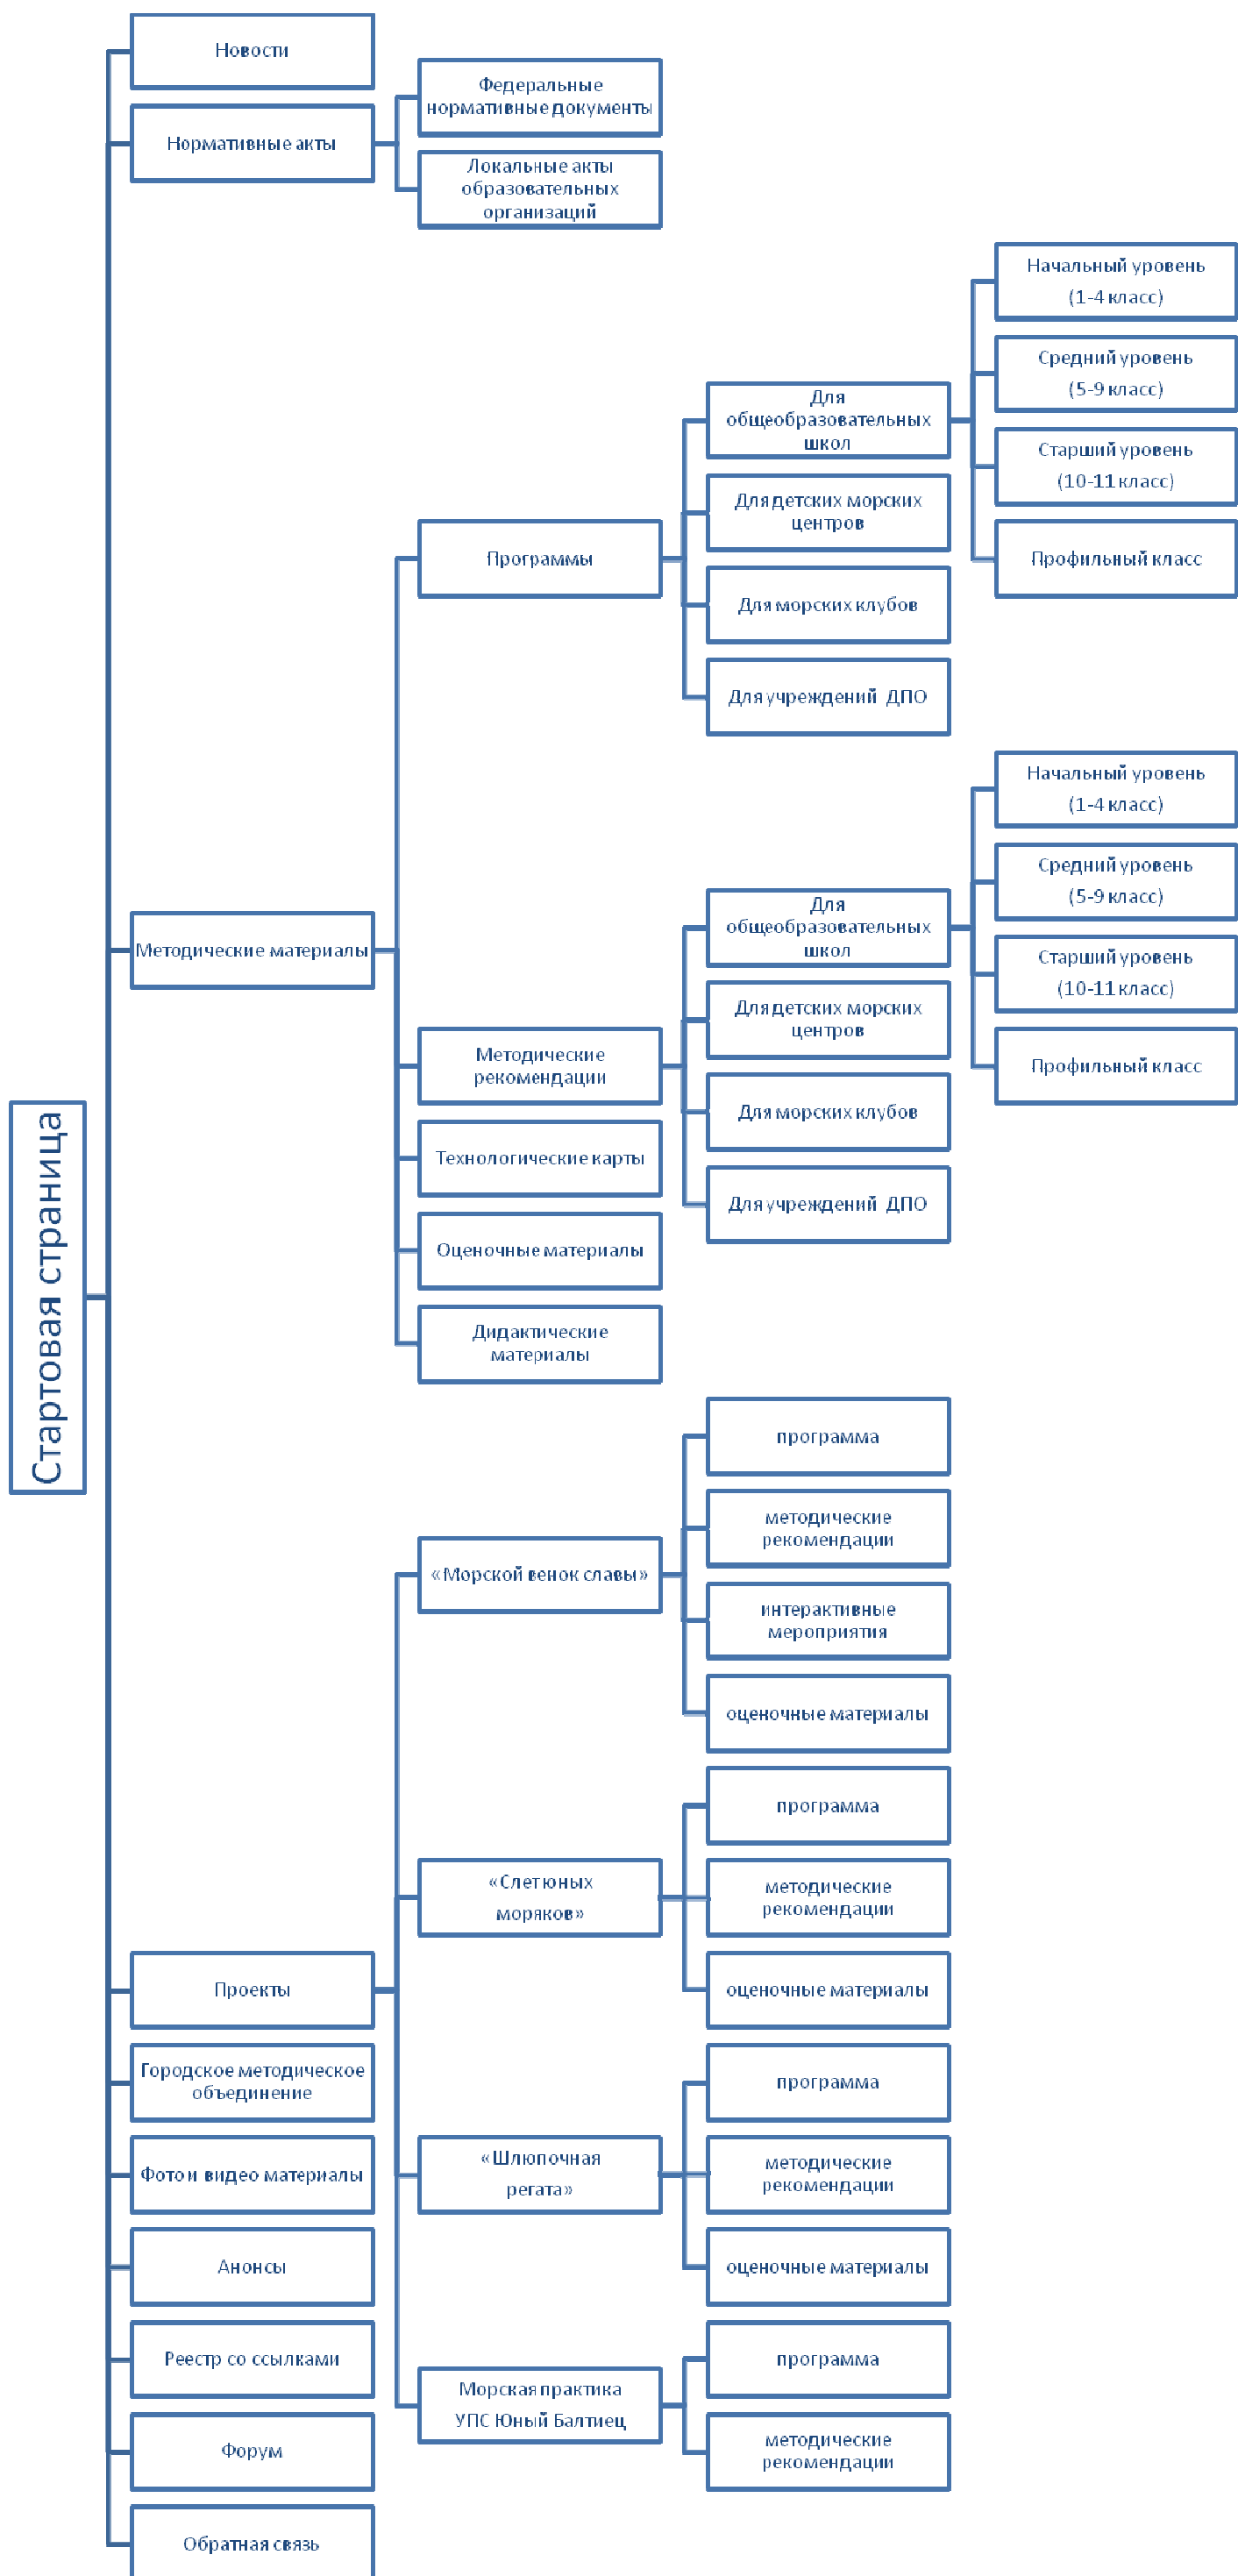 Стартовая страница
Новости
Нормативные акты
Федеральные
нормативные документы
Локальные акты
образовательных
организаций
Методические материалы
Программы
Для
общеобразовательных
школ
Начальный уровень
(1-4 класс)
Средний уровень
(5-9 класс)
Старший уровень
(10-11 класс)
Профильный класс
Для детских морских
центров
Для морских клубов
Для учреждений ДПО
Методические
рекомендации
Для
общеобразовательных
школ
Начальный уровень
(1-4 класс)
Средний уровень
(5-9 класс)
Старший уровень
(10-11 класс)
Профильный класс
Для детских морских
центров
Для морских клубов
Для учреждений ДПО
Технологические карты
Оценочные материалы
Дидактические
материалы
Проекты
«Морской венок славы»
программа
методические
рекомендации
интерактивные
мероприятия
оценочные материалы
«Слет юных
моряков»
программа
методические
рекомендации
оценочные материалы
«Шлюпочная
регата»
программа
методические
рекомендации
оценочные материалы
Морская практика
УПС Юный Балтиец
программа
методические
рекомендации
Городское методическое
объединение
Фото и видео материалы
Анонсы
Реестр со ссылками
Форум
Обратная связь